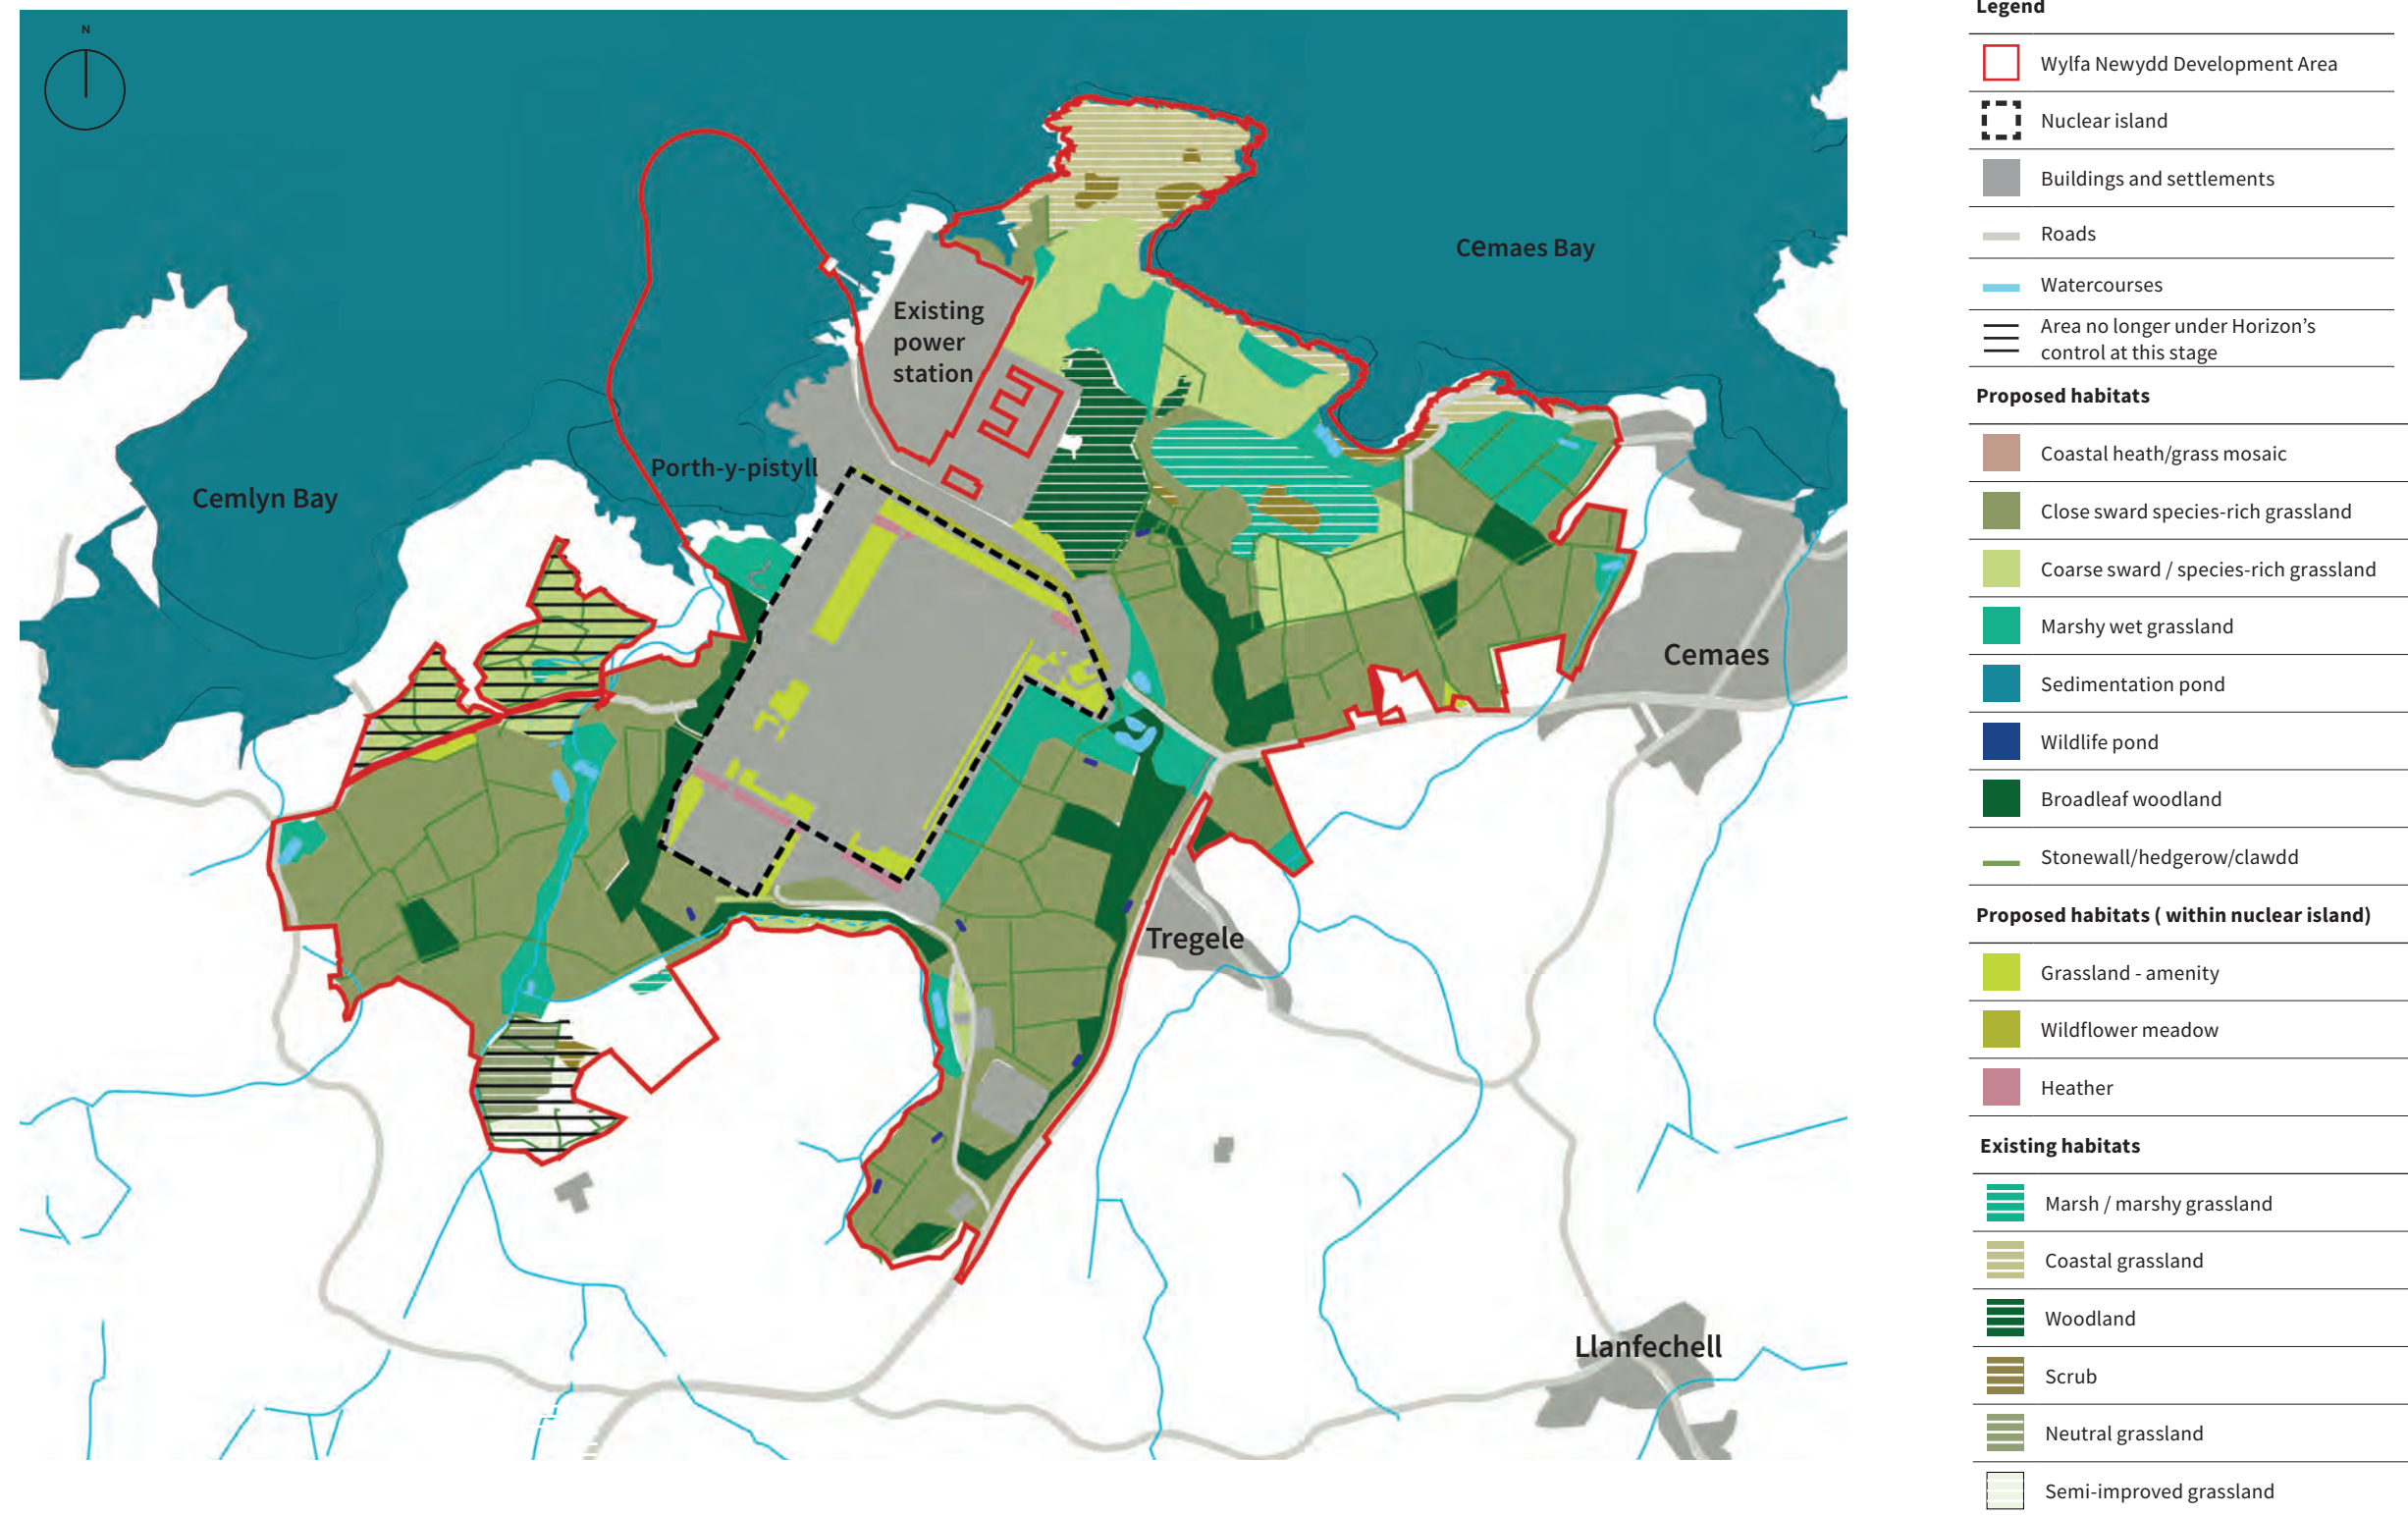 N
Cemaes Bay
Existing
power
station
Porth-y-pistyll
Cemlyn Bay
Cemaes
Tregele
Llanfechell
Legend
Wylfa Newydd Development Area
Nuclear island
Buildings and settlements
Roads
Watercourses
Area no longer under Horizon’s
control at this stage
Proposed habitats
Coastal heath/grass mosaic
Close sward species-rich grassland
Coarse sward / species-rich grassland
Marshy wet grassland
Sedimentation pond
Wildlife pond
Broadleaf woodland
Stonewall/hedgerow/clawdd
Proposed habitats ( within nuclear island)
Grassland - amenity
Wildflower meadow
Heather
Existing habitats
Marsh / marshy grassland
Coastal grassland
Woodland
Scrub
Neutral grassland
Semi-improved grassland